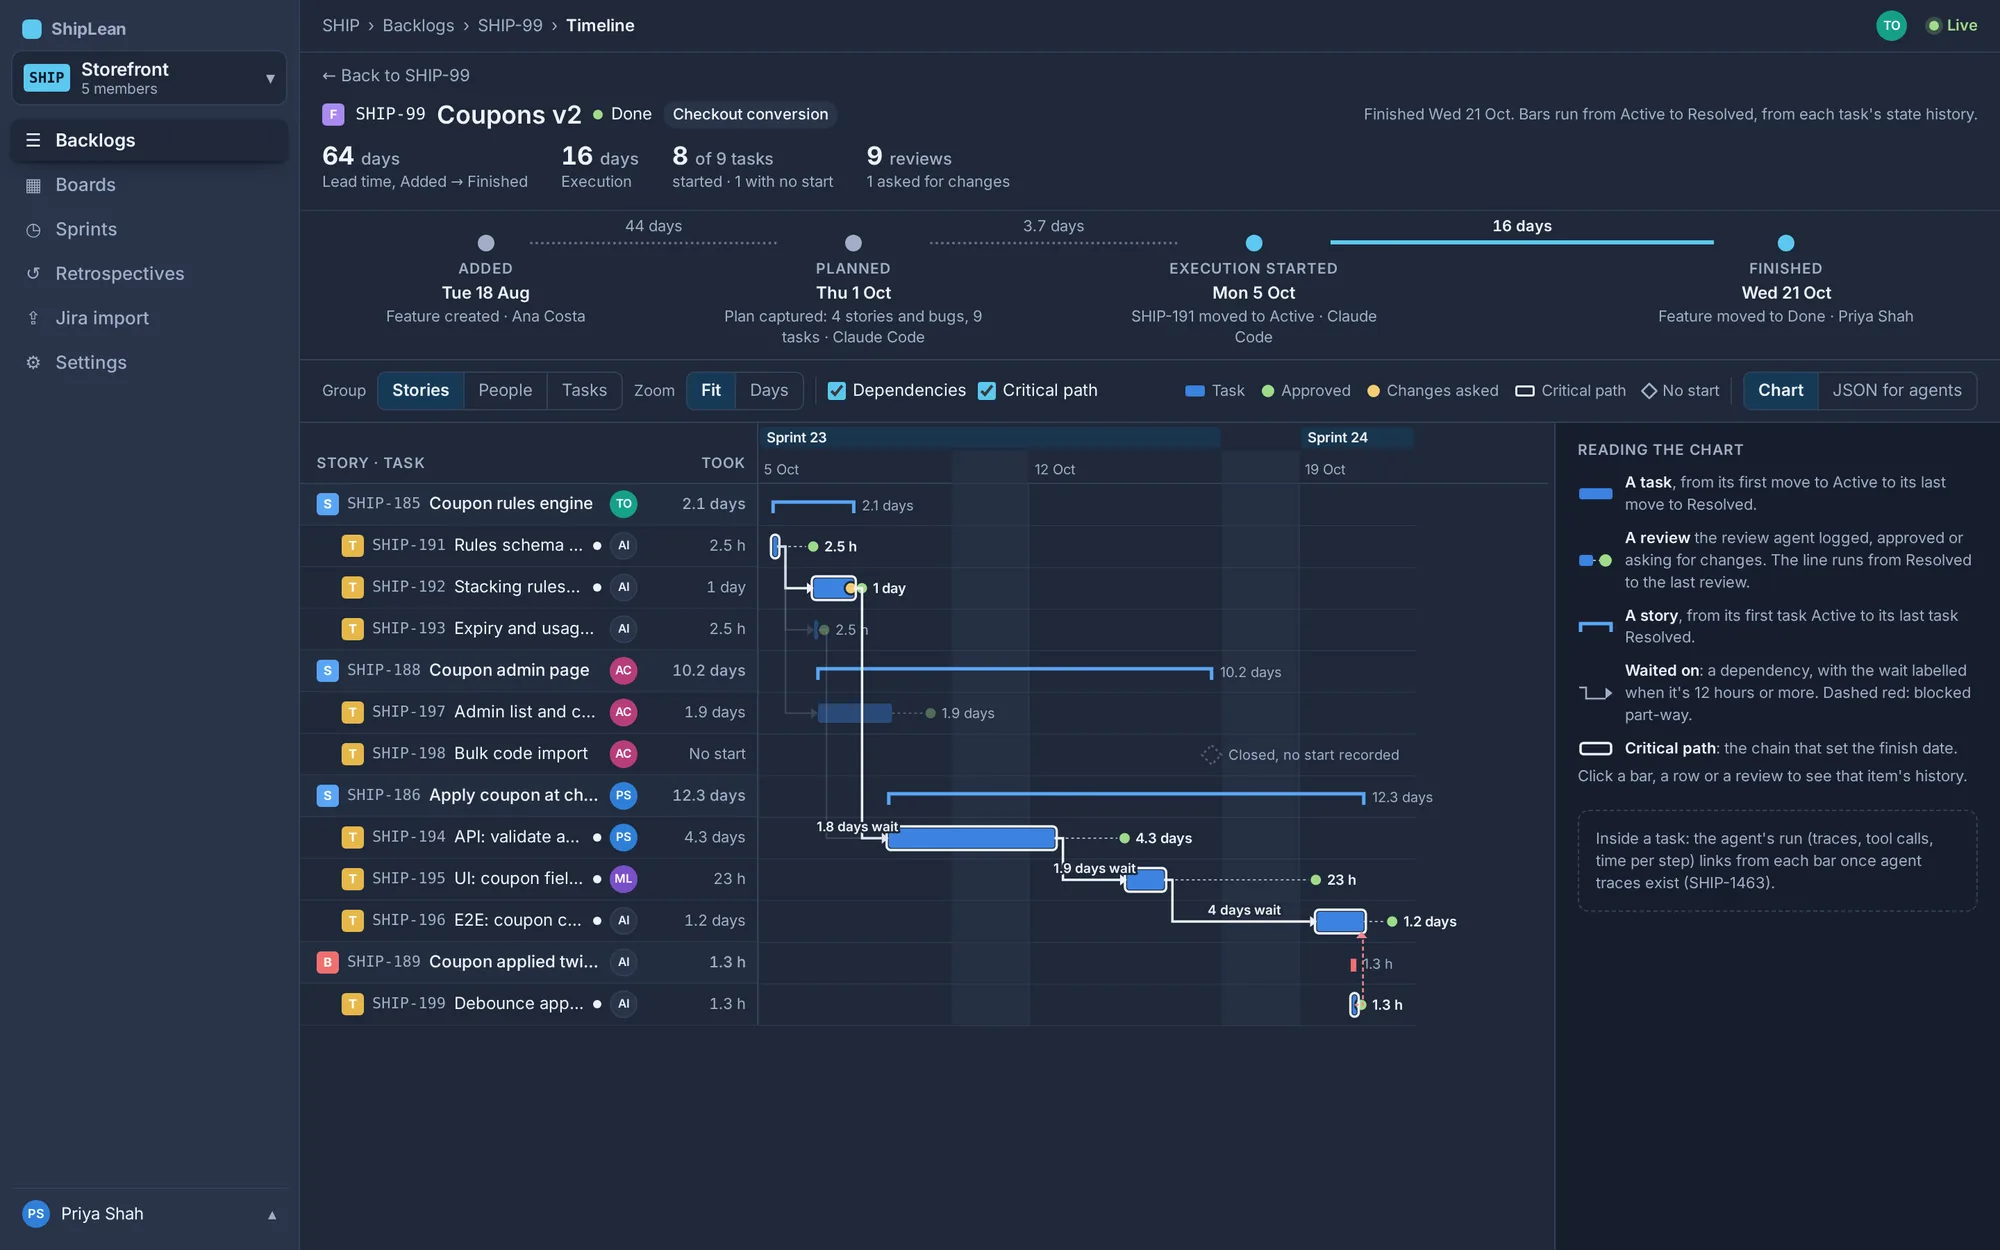 ShipLean
SHIP Storefront
5 members
▼
☰ Backlogs
▦ Boards
◷ Sprints
↺ Retrospectives
⇪ Jira import
⚙ Settings
PS Priya Shah ▲
SHIP › Backlogs › SHIP-99 › Timeline
TO Live
← Back to SHIP-99
F SHIP-99 Coupons v2 Done Checkout conversion
Finished Wed 21 Oct. Bars run from Active to Resolved, from each task's state history.
64 days
Lead time, Added → Finished
16 days
Execution
8 of 9 tasks
started · 1 with no start
9 reviews
1 asked for changes
44 days
3.7 days
16 days
ADDED
Tue 18 Aug
Feature created · Ana Costa
PLANNED
Thu 1 Oct
Plan captured: 4 stories and bugs, 9
tasks · Claude Code
EXECUTION STARTED
Mon 5 Oct
SHIP-191 moved to Active · Claude
Code
FINISHED
Wed 21 Oct
Feature moved to Done · Priya Shah
Group Stories People Tasks Zoom Fit Days Dependencies Critical path
Task Approved Changes asked Critical path No start Chart JSON for agents
STORY · TASK TOOK
Sprint 23 Sprint 24
5 Oct 12 Oct 19 Oct
S SHIP-185 Coupon rules engine TO 2.1 days 2.1 days
T SHIP-191 Rules schema ... AI 2.5 h 2.5 h
T SHIP-192 Stacking rules... AI 1 day 1 day
T SHIP-193 Expiry and usag... AI 2.5 h 2.5 h
S SHIP-188 Coupon admin page AC 10.2 days 10.2 days
T SHIP-197 Admin list and c... AC 1.9 days 1.9 days
T SHIP-198 Bulk code import AC No start Closed, no start recorded
S SHIP-186 Apply coupon at ch... PS 12.3 days 12.3 days
T SHIP-194 API: validate a... PS 4.3 days 1.8 days wait 4.3 days
T SHIP-195 UI: coupon fiel... ML 23 h 1.9 days wait 23 h
T SHIP-196 E2E: coupon c... AI 1.2 days 4 days wait 1.2 days
B SHIP-189 Coupon applied twi... AI 1.3 h 1.3 h
T SHIP-199 Debounce app... AI 1.3 h 1.3 h
READING THE CHART
A task, from its first move to Active to its last
move to Resolved.
A review the review agent logged, approved or
asking for changes. The line runs from Resolved
to the last review.
A story, from its first task Active to its last task
Resolved.
Waited on: a dependency, with the wait labelled
when it's 12 hours or more. Dashed red: blocked
part-way.
Critical path: the chain that set the finish date.
Click a bar, a row or a review to see that item's history.
Inside a task: the agent's run (traces, tool calls,
time per step) links from each bar once agent
traces exist (SHIP-1463).